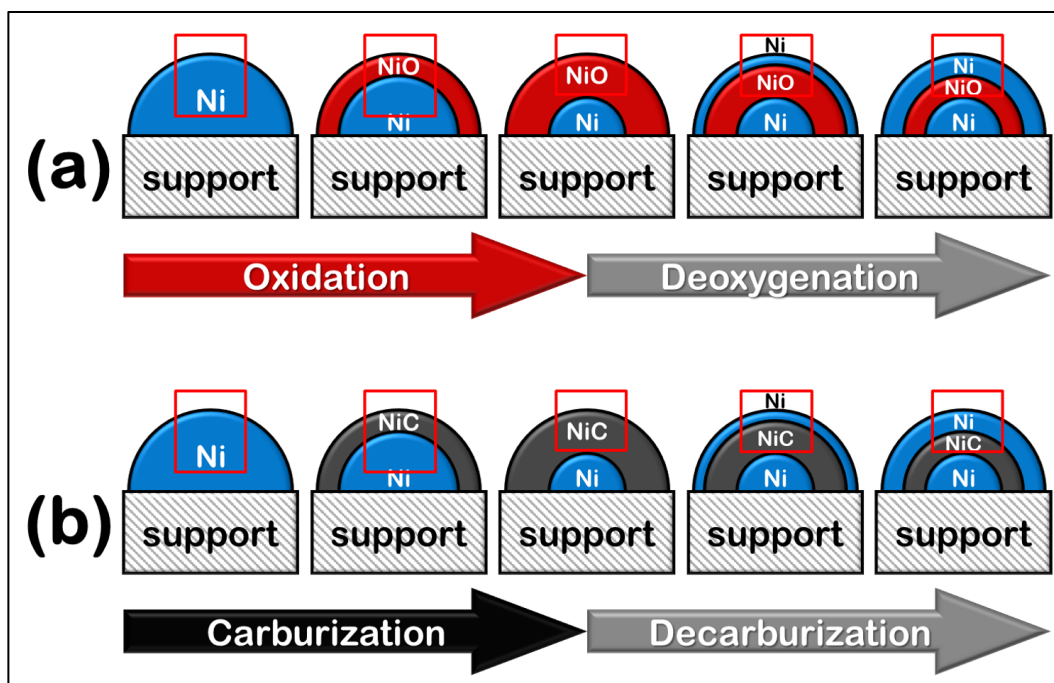 Ni
NiO
Ni
NiO
Ni
Ni
NiO
Ni
Ni
NiO
Ni
(a)
support
support
support
support
support
Oxidation
Deoxygenation
Ni
NiC
Ni
NiC
Ni
Ni
NiC
Ni
Ni
NiC
Ni
(b)
support
support
support
support
support
Carburization
Decarburization